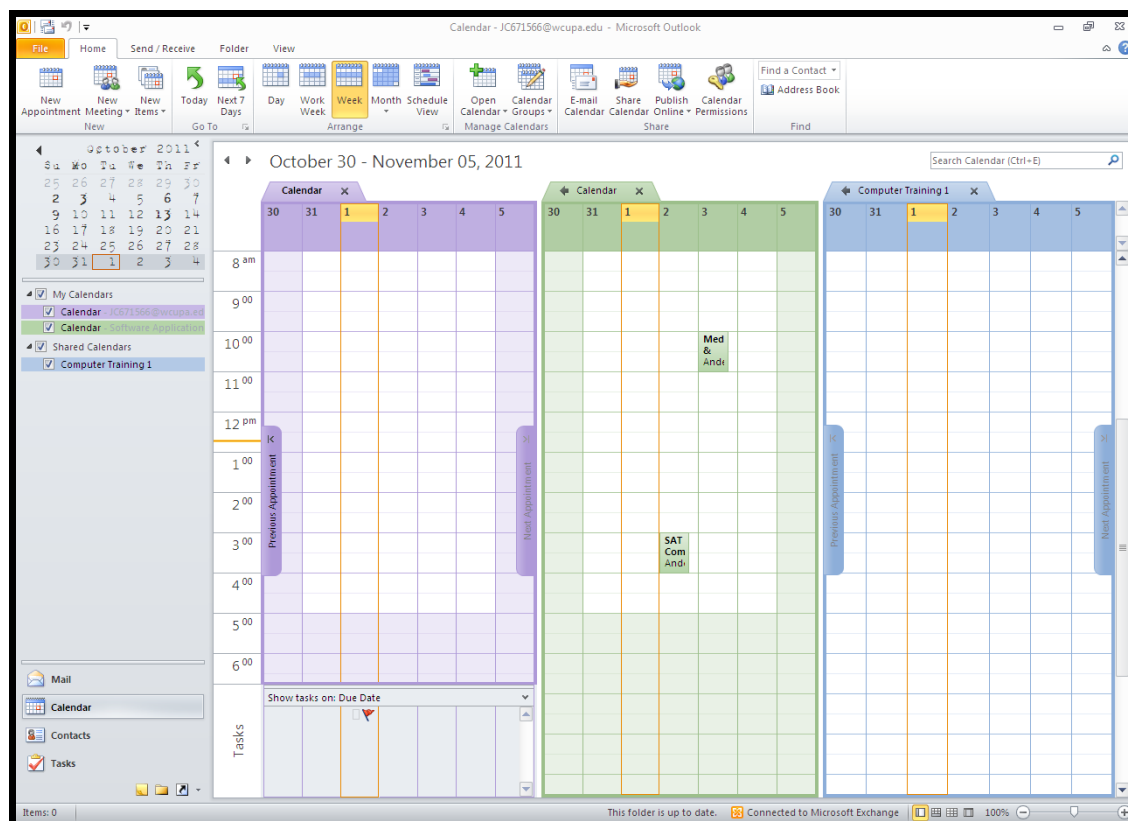 Calendar - JC671566@wcupa.edu - Microsoft Outlook
File Home Send / Receive Folder View
New Appointment New Meeting New Items Today Next 7 Days Day Work Week Week Month Schedule View Open Calendar Calendar Groups E-mail Calendar Share Calendar Publish Online Calendar Permissions Find a Contact Address Book
New Go To Arrange Manage Calendars Share Find
October 2011
Su Mo Tu We Th Fr
25 26 27 28 29 30
2 3 4 5 6 7
9 10 11 12 13 14
16 17 18 19 20 21
23 24 25 26 27 28
30 31 1 2 3 4
My Calendars
Calendar - JC671566@wcupa.ed
Calendar - Software Application
Shared Calendars
Computer Training 1
Mail
Calendar
Contacts
Tasks
October 30 - November 05, 2011
Search Calendar (Ctrl+E)
Calendar
30 31 1 2 3 4 5
Calendar
30 31 1 2 3 4 5
Computer Training 1
30 31 1 2 3 4 5
8 am
9 00
10 00
11 00
12 pm
1 00
2 00
3 00
4 00
5 00
6 00
Previous Appointment
Next Appointment
Med
&
Ande
SAT
Com
And
Previous Appointment
Next Appointment
Tasks
Show tasks on: Due Date
Items: 0
This folder is up to date. Connected to Microsoft Exchange 100%